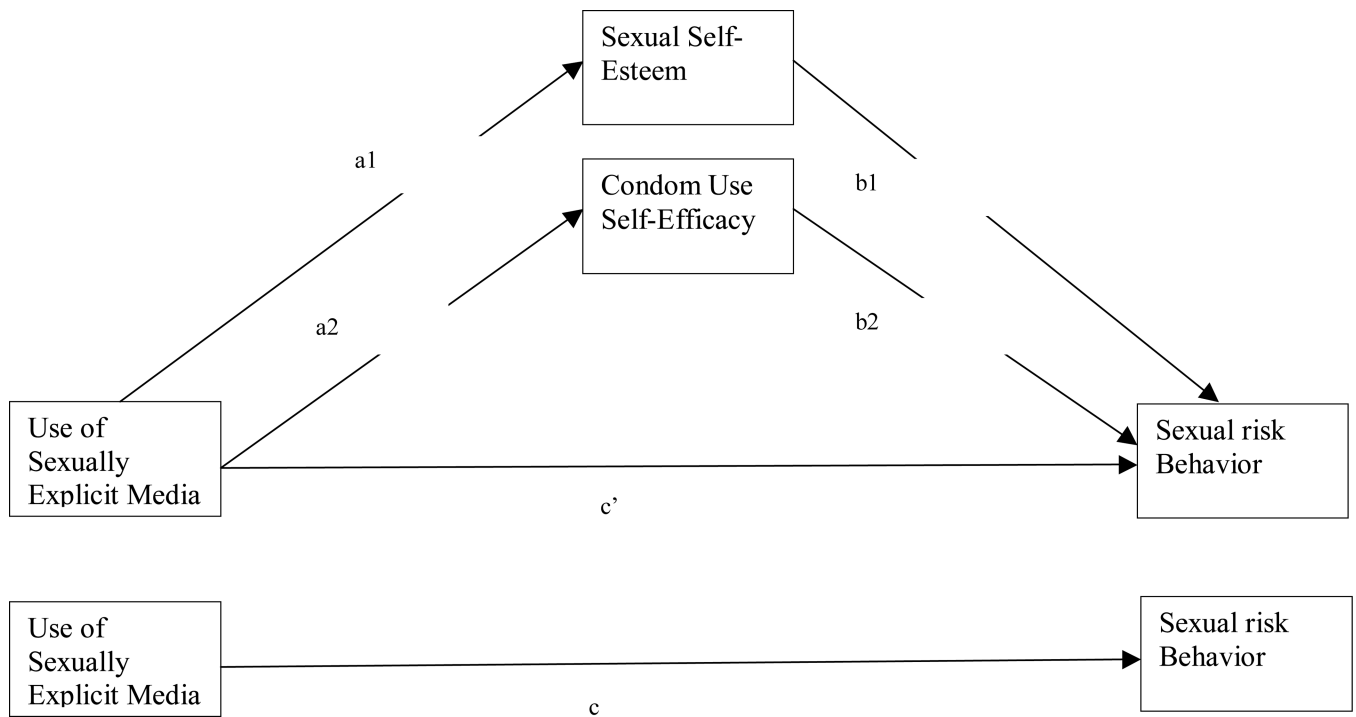 Sexual Self-
Esteem
a1
Condom Use
Self-Efficacy
b1
a2
b2
Use of
Sexually
Explicit Media
Sexual risk
Behavior
c’
Use of
Sexually
Explicit Media
Sexual risk
Behavior
c